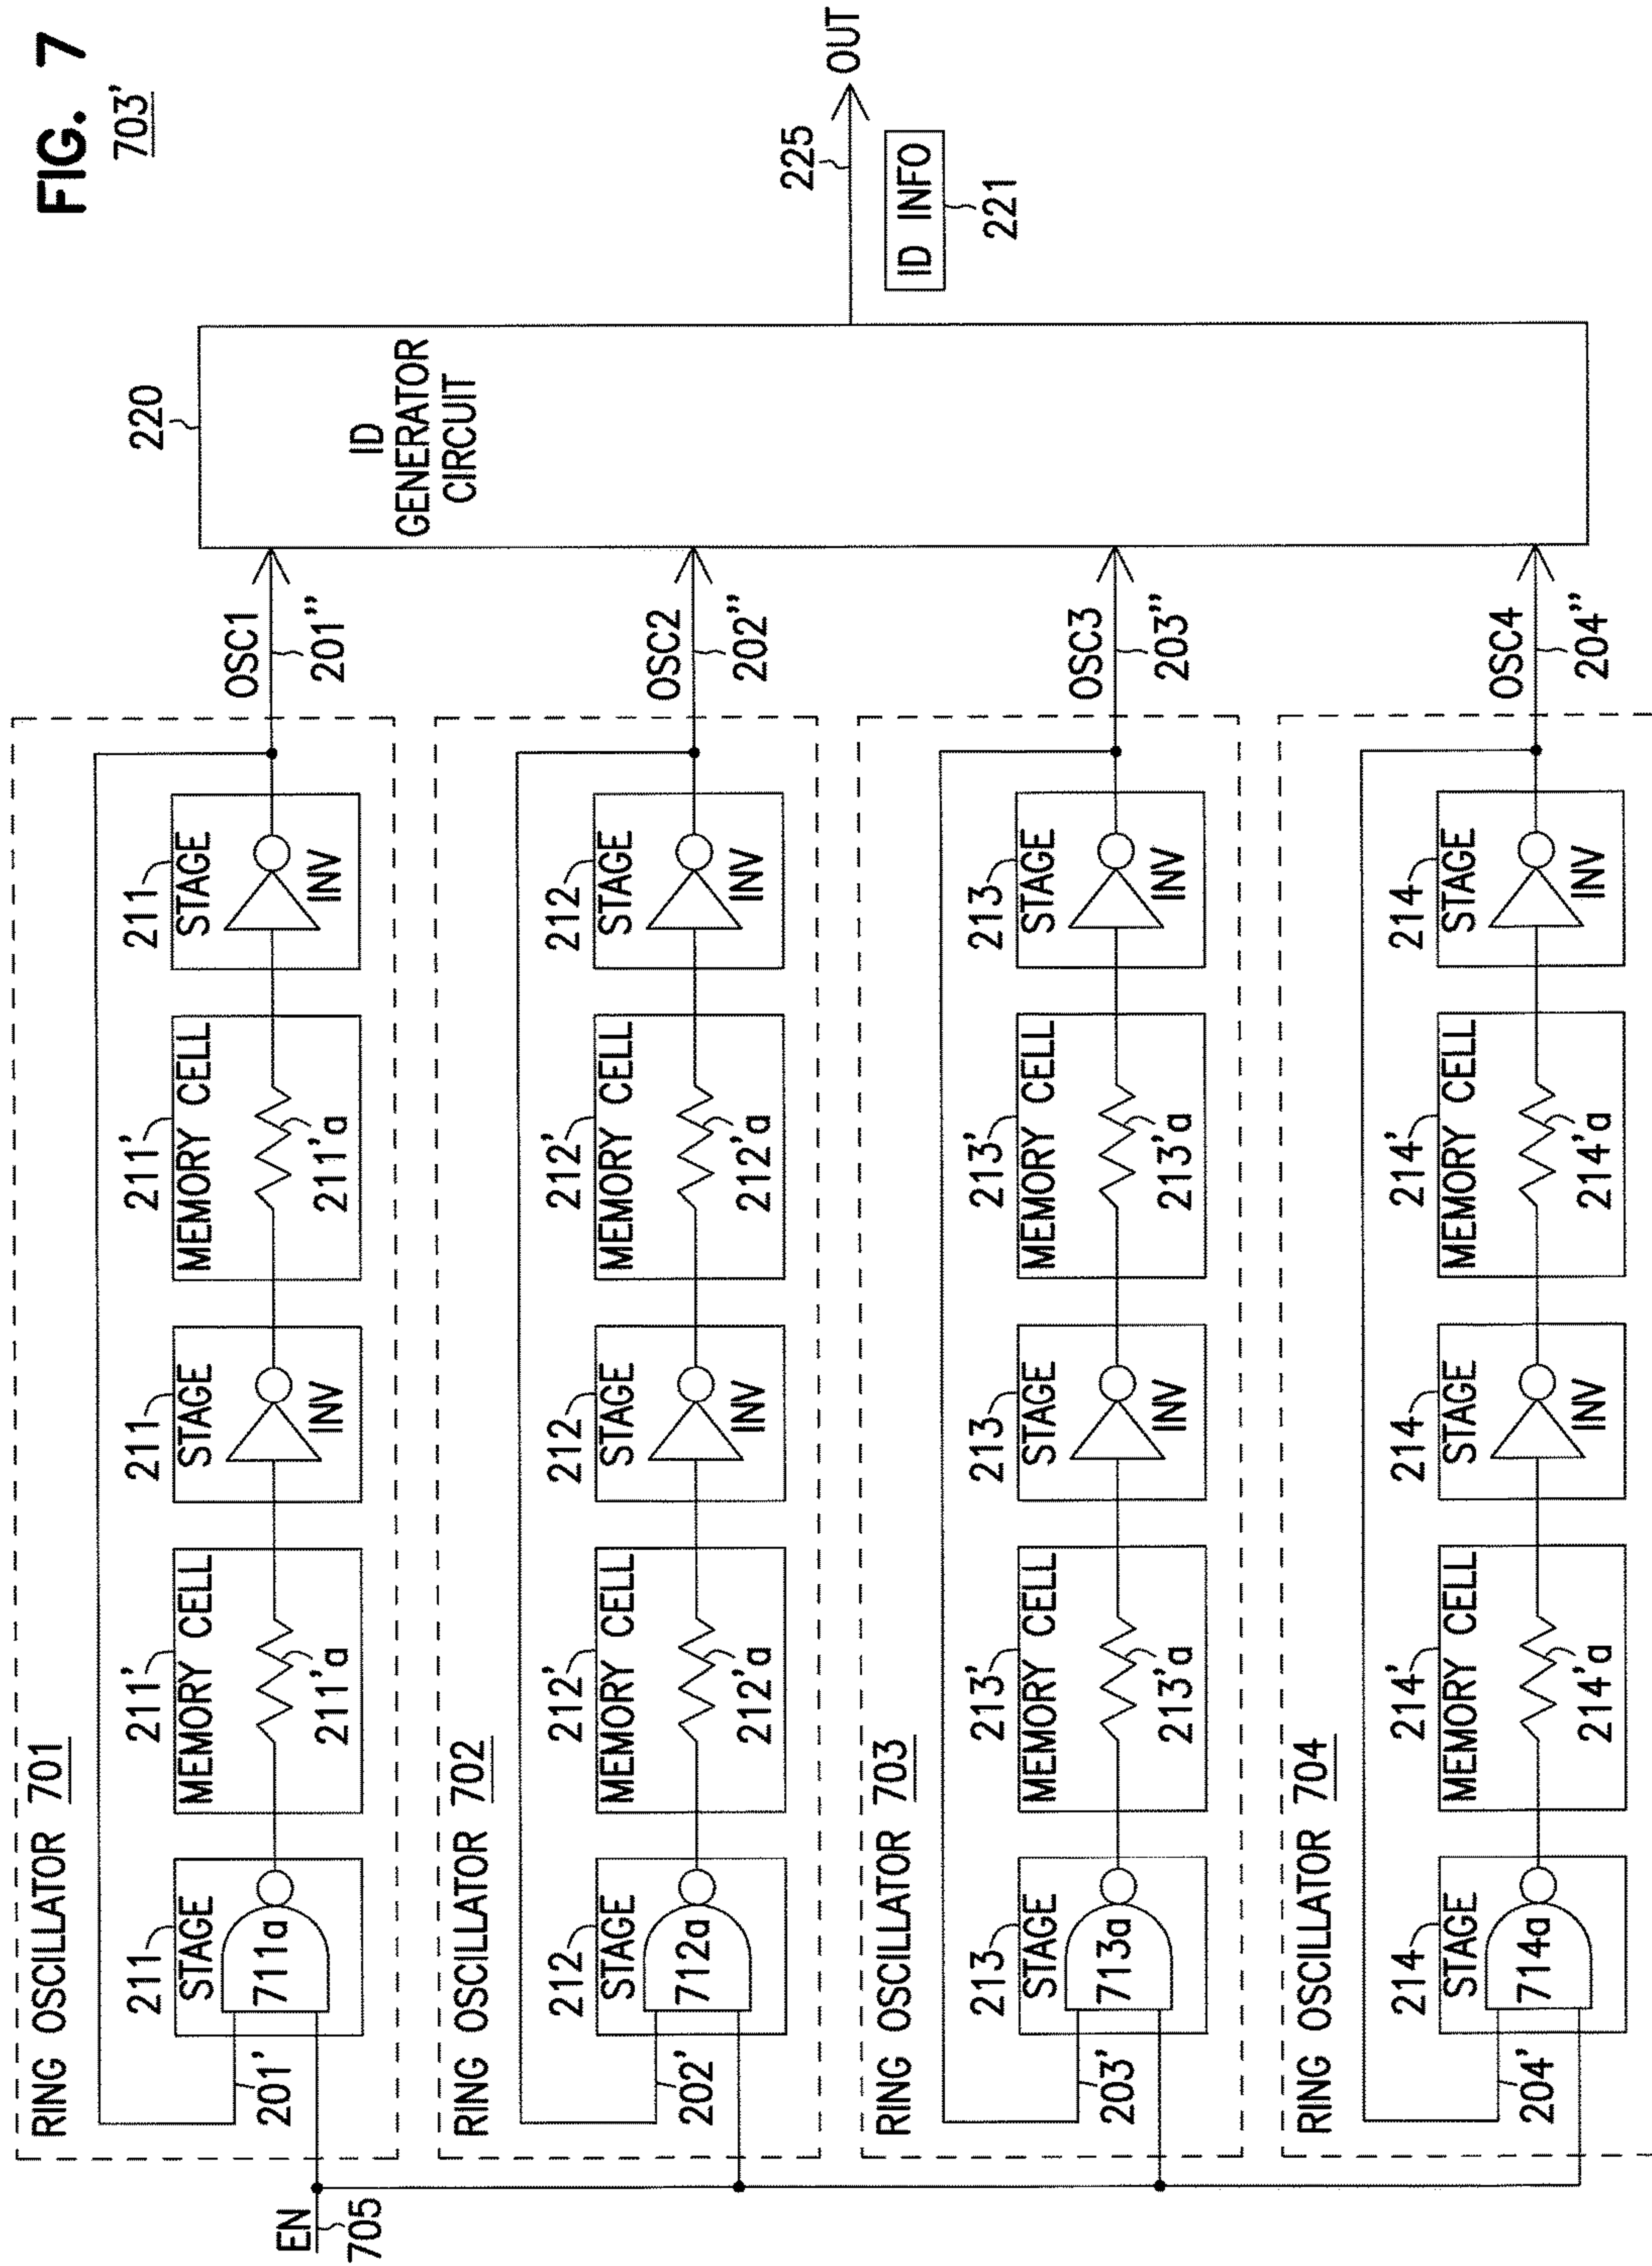 FIG. 7
703'
RING OSCILLATOR 701
211
STAGE
711a
211'
MEMORY CELL
211'a
211
STAGE
INV
211'
MEMORY CELL
211'a
211
STAGE
INV
201'
OSC1
201"
EN
705
RING OSCILLATOR 702
212
STAGE
712a
212'
MEMORY CELL
212'a
212
STAGE
INV
212'
MEMORY CELL
212'a
212
STAGE
INV
202'
OSC2
202"
RING OSCILLATOR 703
213
STAGE
713a
213'
MEMORY CELL
213'a
213
STAGE
INV
213'
MEMORY CELL
213'a
213
STAGE
INV
203'
OSC3
203"
RING OSCILLATOR 704
214
STAGE
714a
214'
MEMORY CELL
214'a
214
STAGE
INV
214'
MEMORY CELL
214'a
214
STAGE
INV
204'
OSC4
204"
220
ID
GENERATOR
CIRCUIT
225
OUT
ID INFO
221